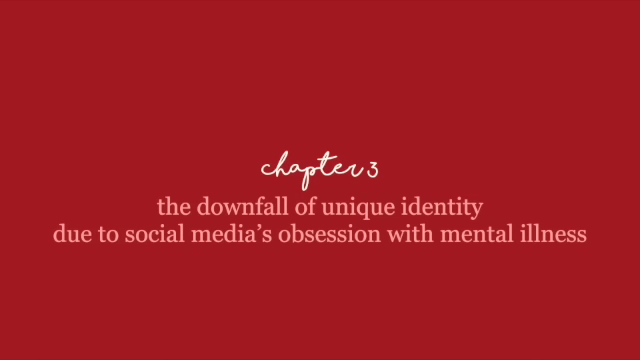 chapter 3
the downfall of unique identity
due to social media’s obsession with mental illness